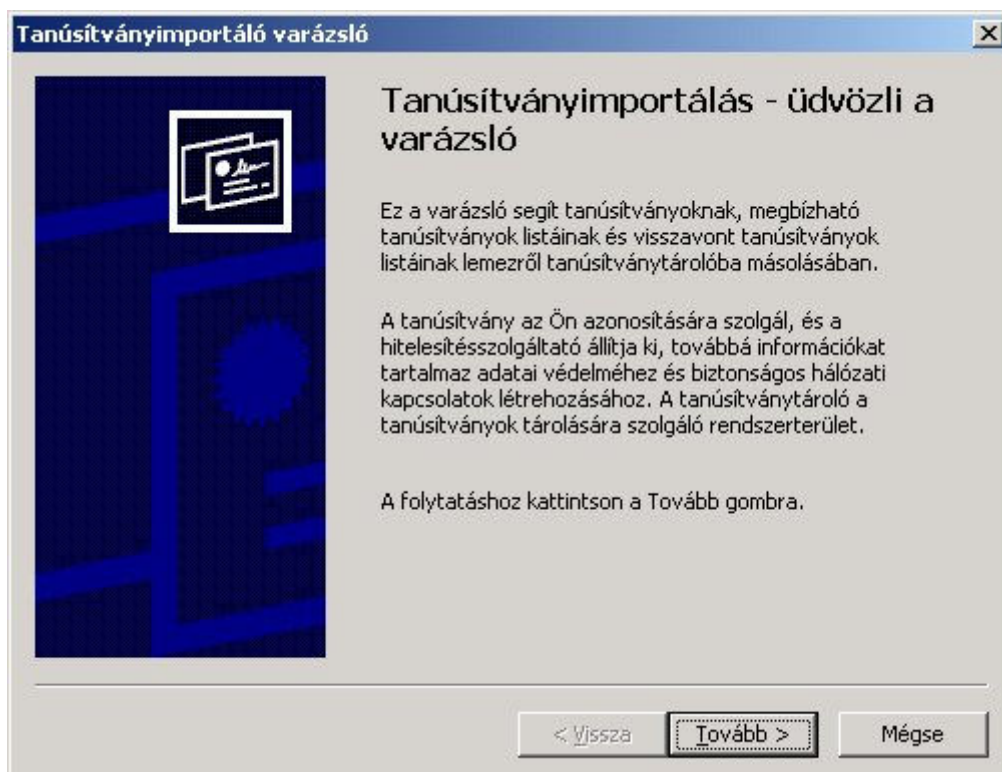 Tanúsítványimportáló varázsló
Tanúsítványimportálás - üdvözli a
varázsló
Ez a varázsló segít tanúsítványoknak, megbízható
tanúsítványok listáinak és visszavont tanúsítványok
listáinak lemezről tanúsítványtárolóba másolásában.
A tanúsítvány az Ön azonosítására szolgál, és a
hitelesítésszolgáltató állítja ki, továbbá információkat
tartalmaz adatai védelméhez és biztonságos hálózati
kapcsolatok létrehozásához. A tanúsítványtároló a
tanúsítványok tárolására szolgáló rendszerterület.
A folytatáshoz kattintson a Tovább gombra.
< Vissza
Tovább >
Mégse